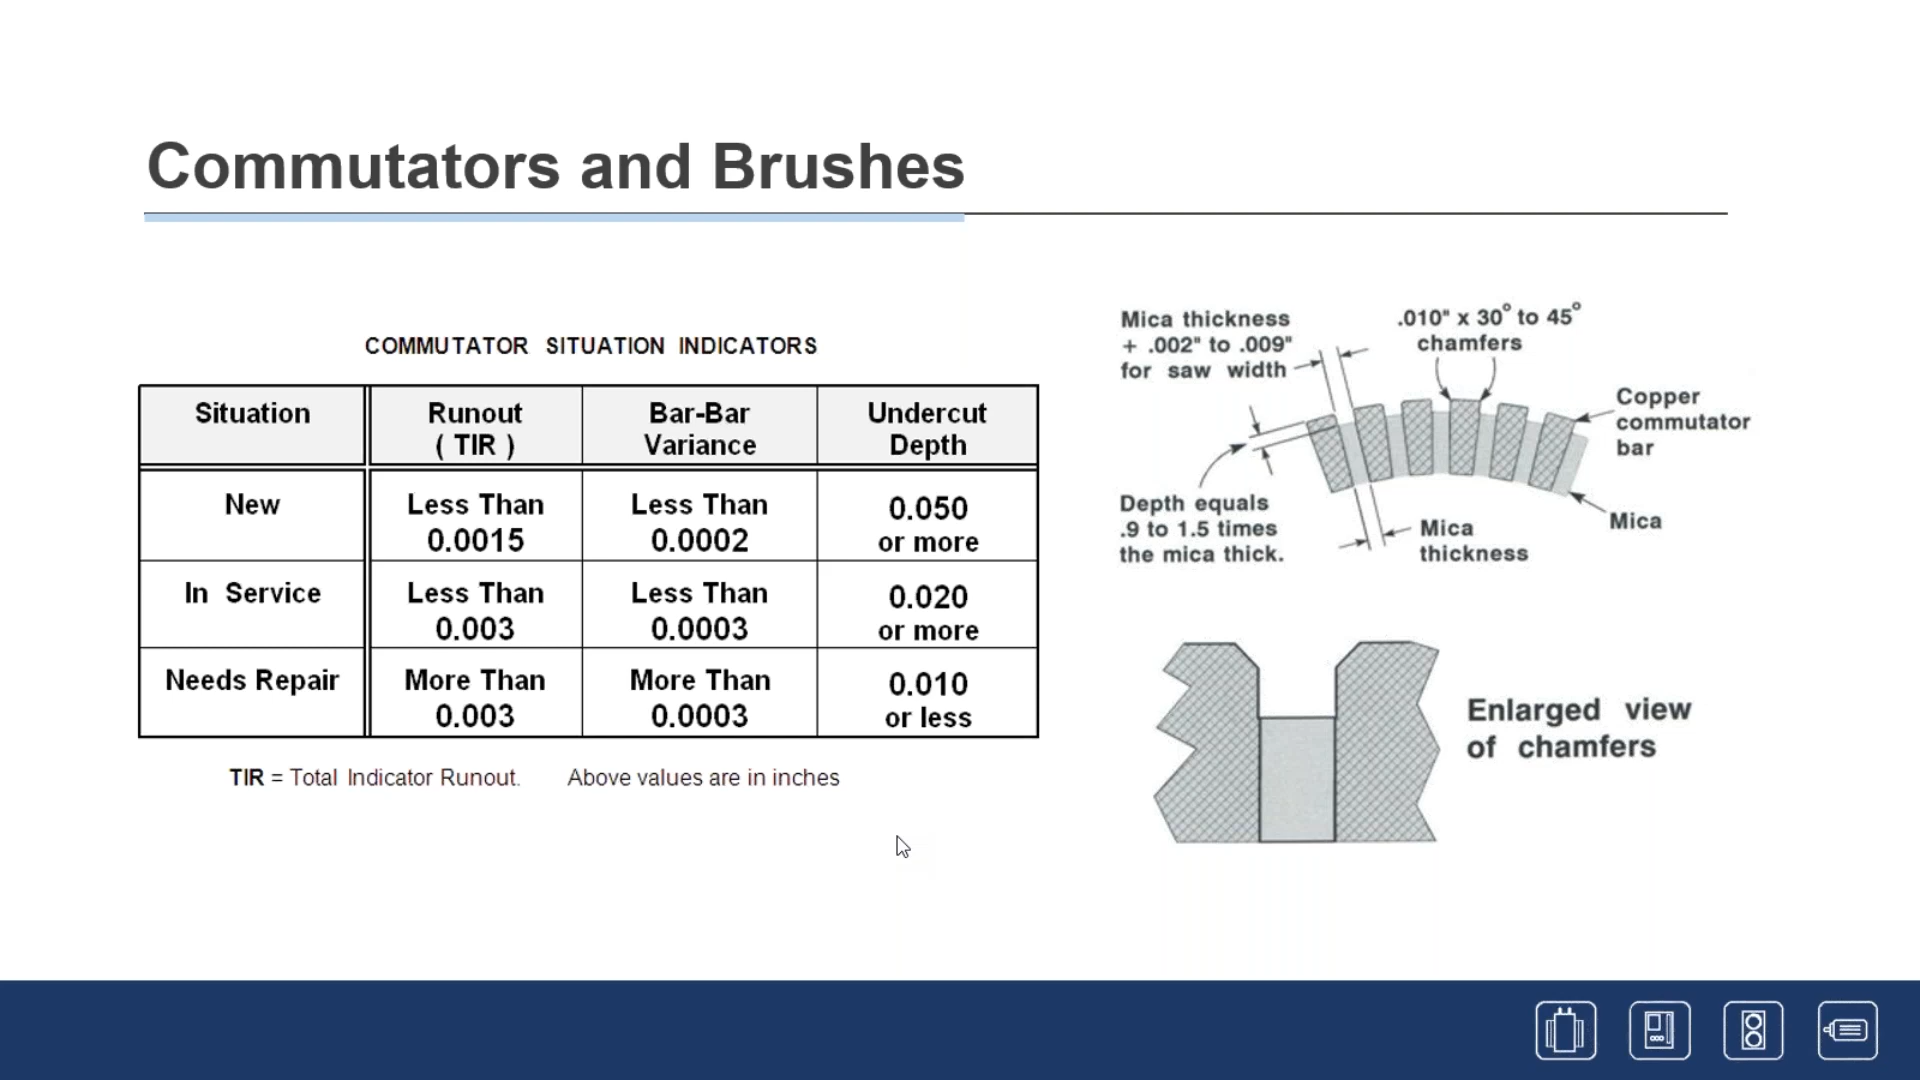 Commutators and Brushes
COMMUTATOR SITUATION INDICATORS
Situation
Runout
( TIR )
Bar-Bar
Variance
Undercut
Depth
New
Less Than
0.0015
Less Than
0.0002
0.050
or more
In Service
Less Than
0.003
Less Than
0.0003
0.020
or more
Needs Repair
More Than
0.003
More Than
0.0003
0.010
or less
TIR = Total Indicator Runout. Above values are in inches
Mica thickness
+ .002" to .009"
for saw width
.010" x 30° to 45°
chamfers
Copper
commutator
bar
Depth equals
.9 to 1.5 times
the mica thick.
Mica
thickness
Mica
Enlarged view
of chamfers